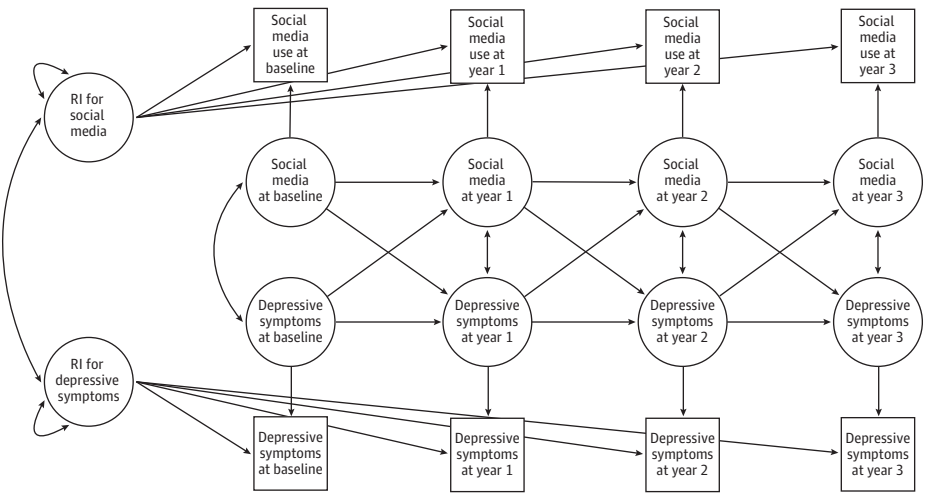 Social
media
use at
baseline
Social
media
use at
year 1
Social
media
use at
year 2
Social
media
use at
year 3
RI for
social
media
Social
media
at baseline
Social
media
at year 1
Social
media
at year 2
Social
media
at year 3
Depressive
symptoms
at baseline
Depressive
symptoms
at year 1
Depressive
symptoms
at year 2
Depressive
symptoms
at year 3
RI for
depressive
symptoms
Depressive
symptoms
at baseline
Depressive
symptoms
at year 1
Depressive
symptoms
at year 2
Depressive
symptoms
at year 3